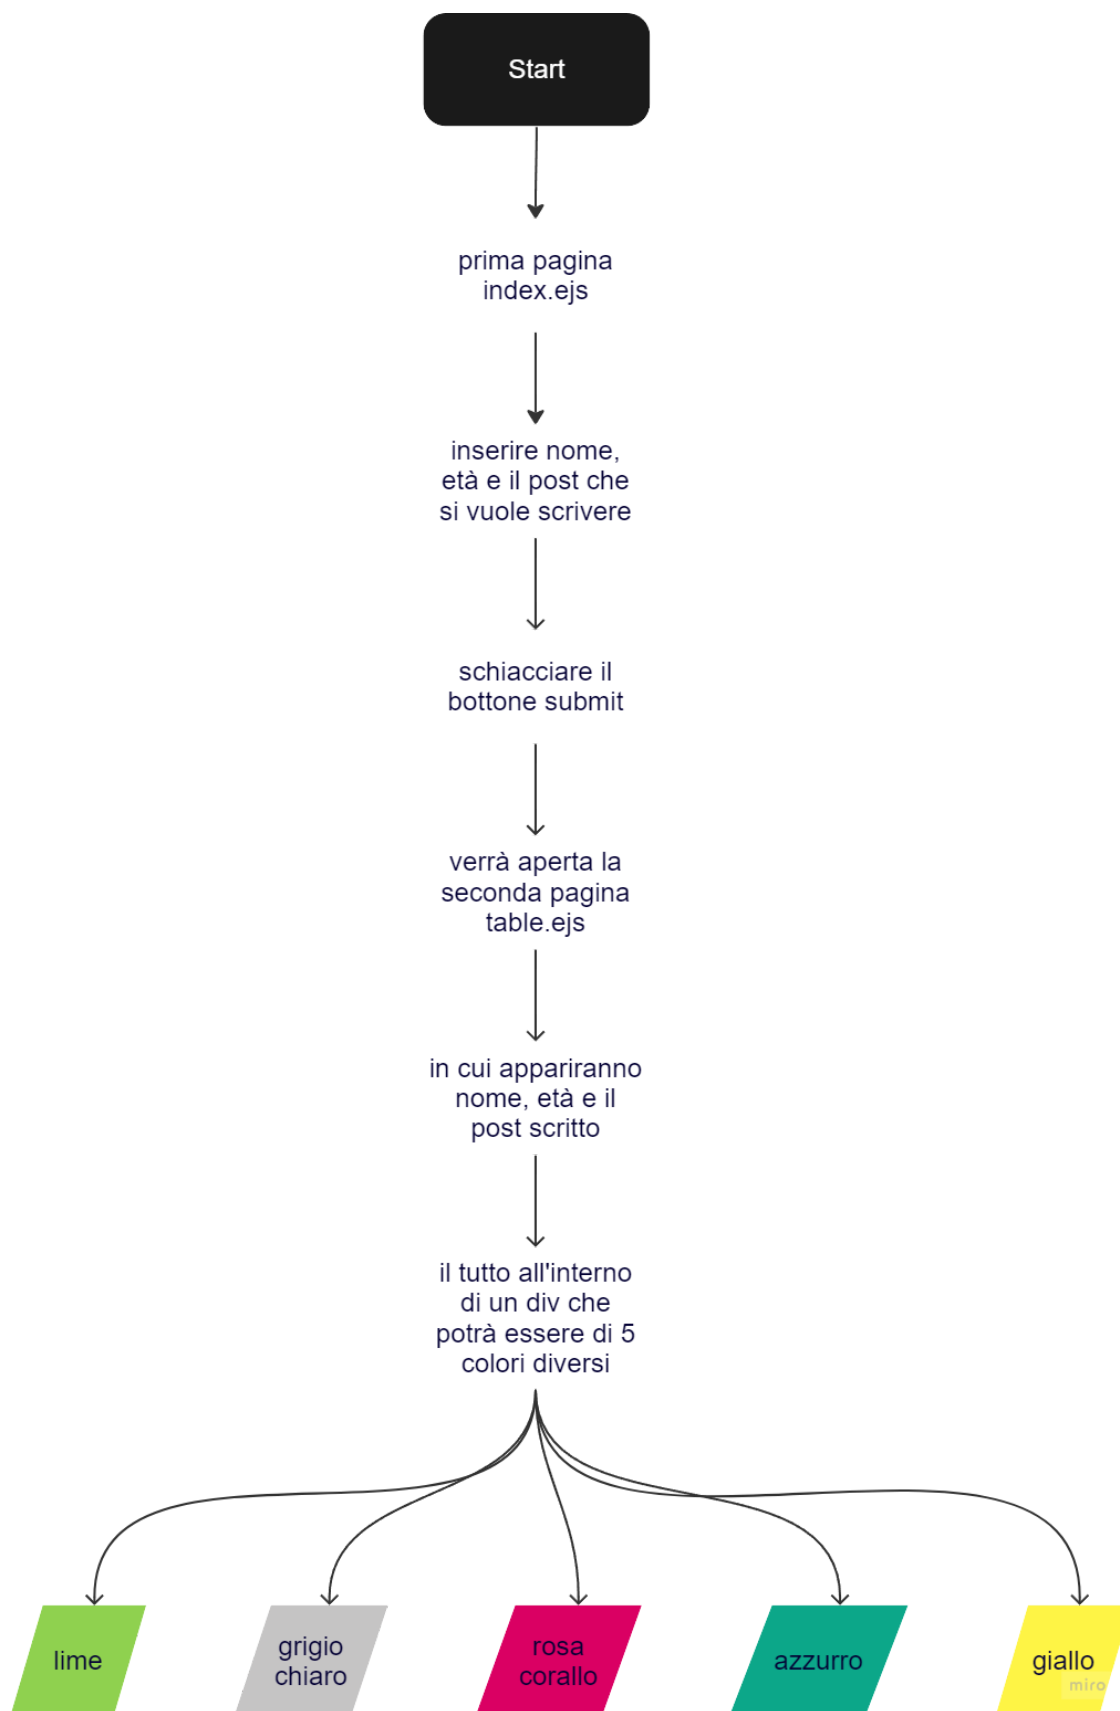 Start
prima pagina
index.ejs
inserire nome,
età e il post che
si vuole scrivere
schiacciare il
bottone submit
verrà aperta la
seconda pagina
table.ejs
in cui appariranno
nome, età e il
post scritto
il tutto all'interno
di un div che
potrà essere di 5
colori diversi
lime
grigio
chiaro
rosa
corallo
azzurro
giallo
miro